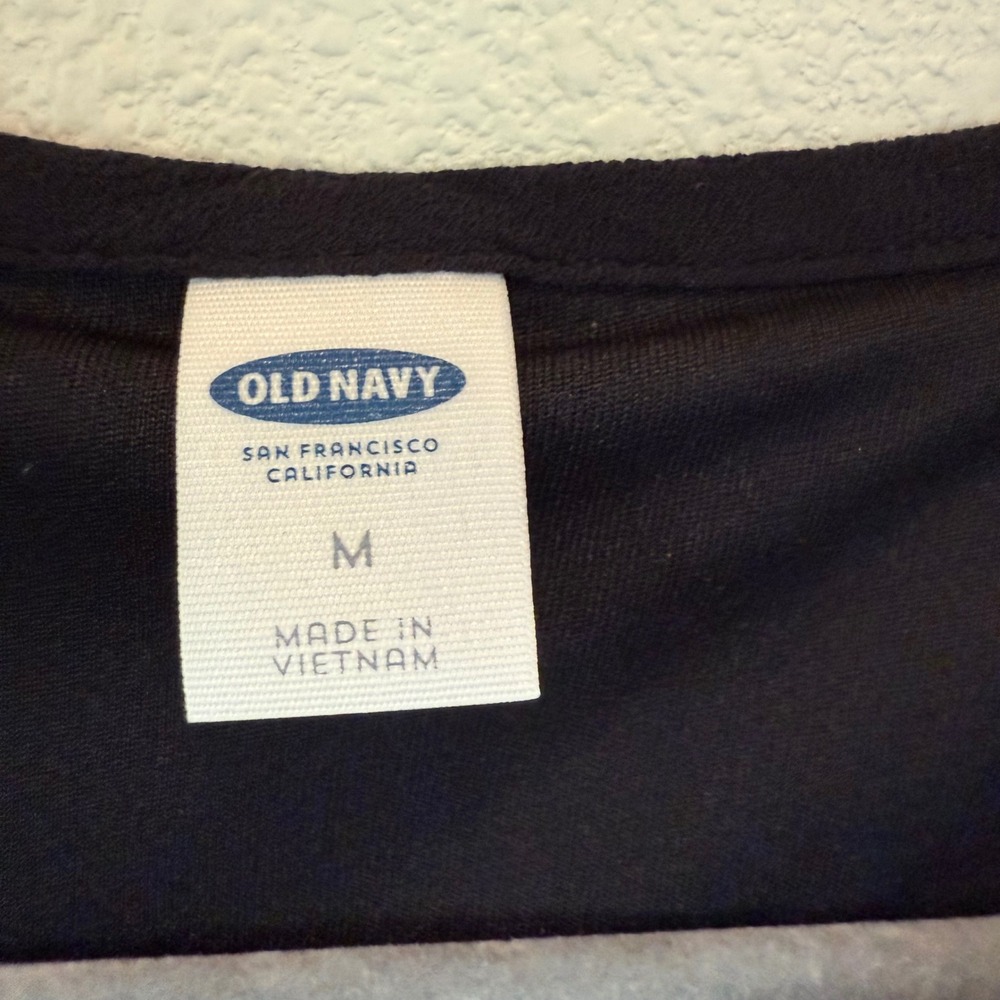 OLD NAVY
SAN FRANCISCO
CALIFORNIA
M
MADE IN
VIETNAM